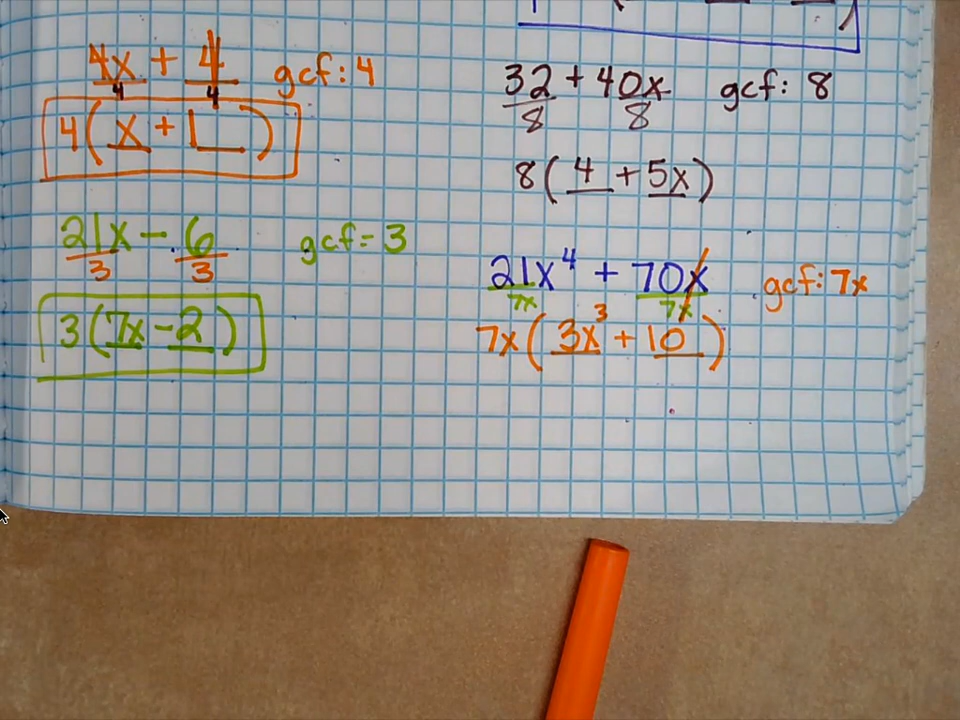 4x + 4 gcf: 4
4 4
4( x + 1 )
21x - 6 gcf= 3
3 3
3( 7x - 2 )
32 + 40x gcf: 8
8 8
8( 4 + 5x )
21x⁴ + 70x gcf: 7x
7x 7x
7x( 3x³ + 10 )